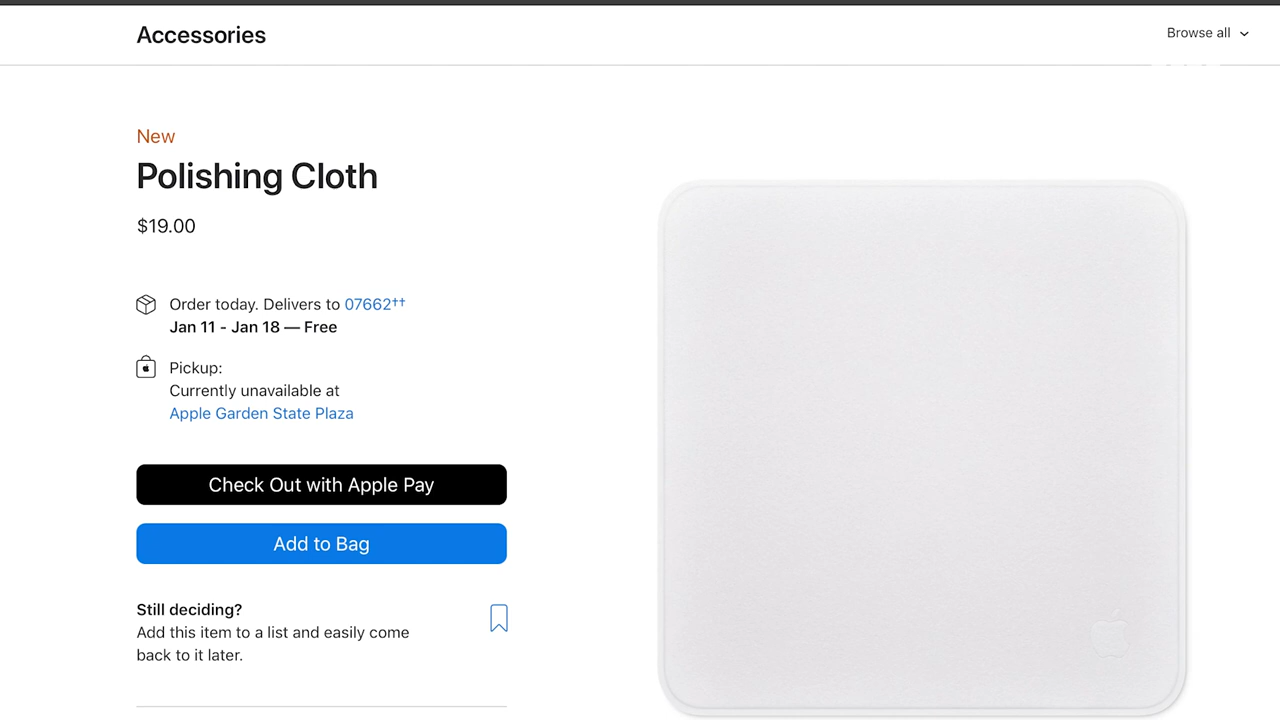 Accessories
Browse all
New
Polishing Cloth
$19.00
Order today. Delivers to 07662††
Jan 11 - Jan 18 — Free
Pickup:
Currently unavailable at
Apple Garden State Plaza
Check Out with Apple Pay
Add to Bag
Still deciding?
Add this item to a list and easily come
back to it later.